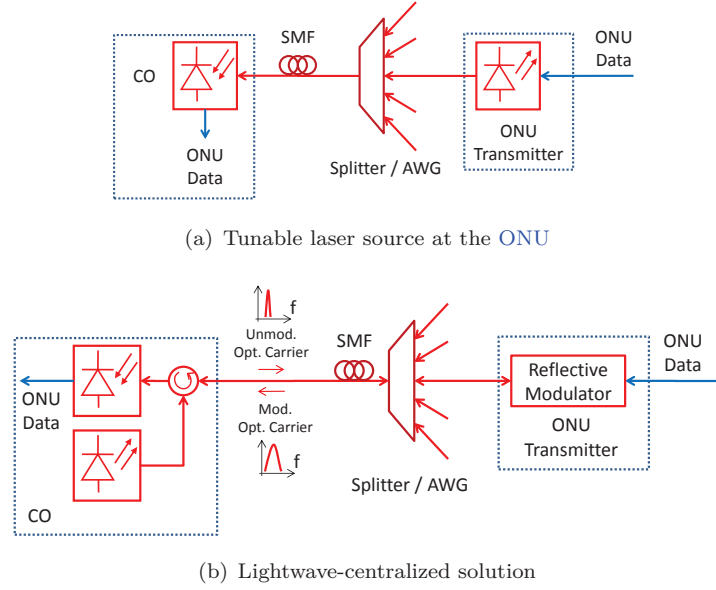 SMF
CO
ONU
Data
ONU
Data
ONU
Transmitter
Splitter / AWG
(a) Tunable laser source at the ONU
f
Unmod.
Opt. Carrier
SMF
Mod.
Opt. Carrier
f
ONU
Data
CO
Reflective
Modulator
ONU
Transmitter
ONU
Data
Splitter / AWG
(b) Lightwave-centralized solution